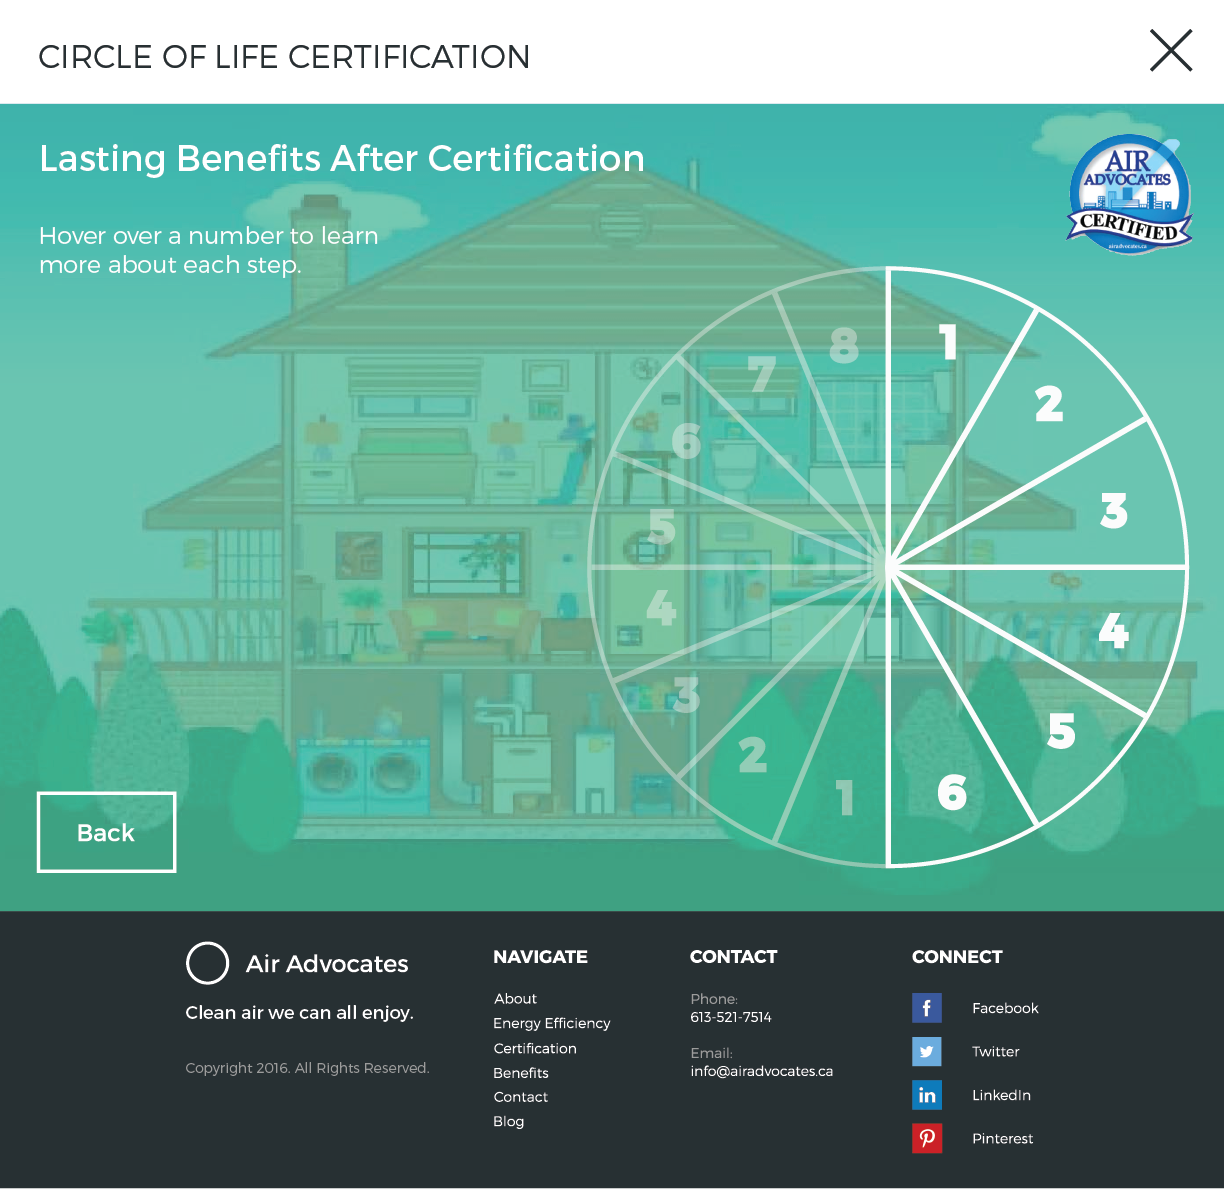 CIRCLE OF LIFE CERTIFICATION
Lasting Benefits After Certification
Hover over a number to learn
more about each step.
AIR
ADVOCATES
CERTIFIED
airadvocates.ca
8
7
6
5
4
3
2
1
1
2
3
4
5
6
Back
Air Advocates
Clean air we can all enjoy.
Copyright 2016. All Rights Reserved.
NAVIGATE
About
Energy Efficiency
Certification
Benefits
Contact
Blog
CONTACT
Phone:
613-521-7514
Email:
info@airadvocates.ca
CONNECT
Facebook
Twitter
LinkedIn
Pinterest